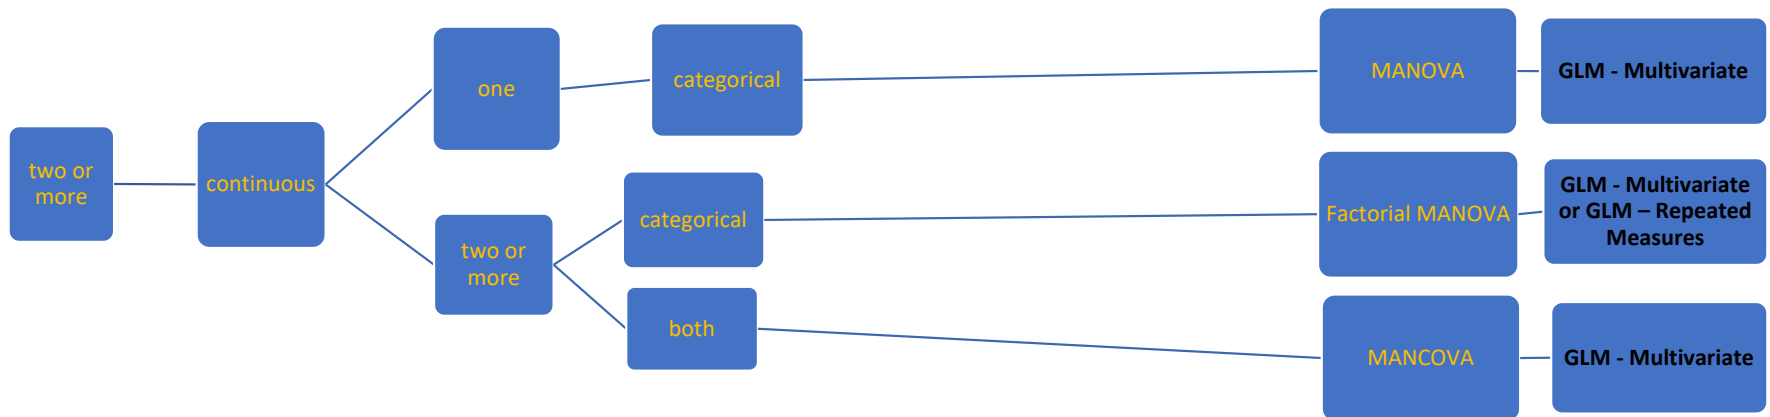 two or
more
continuous
one
categorical
MANOVA
GLM - Multivariate
two or
more
categorical
Factorial MANOVA
GLM - Multivariate
or GLM – Repeated
Measures
both
MANCOVA
GLM - Multivariate